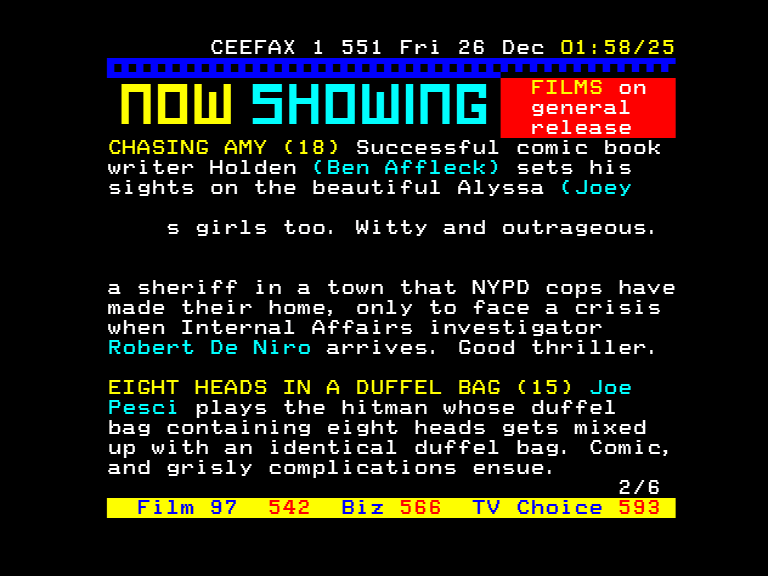 CEEFAX 1 551 Fri 26 Dec 01:58/25
NOW SHOWING
FILMS on
general
release
CHASING AMY (18) Successful comic book
writer Holden (Ben Affleck) sets his
sights on the beautiful Alyssa (Joey
s girls too. Witty and outrageous.
a sheriff in a town that NYPD cops have
made their home, only to face a crisis
when Internal Affairs investigator
Robert De Niro arrives. Good thriller.
EIGHT HEADS IN A DUFFEL BAG (15) Joe
Pesci plays the hitman whose duffel
bag containing eight heads gets mixed
up with an identical duffel bag. Comic,
and grisly complications ensue.
2/6
Film 97 542 Biz 566 TV Choice 593